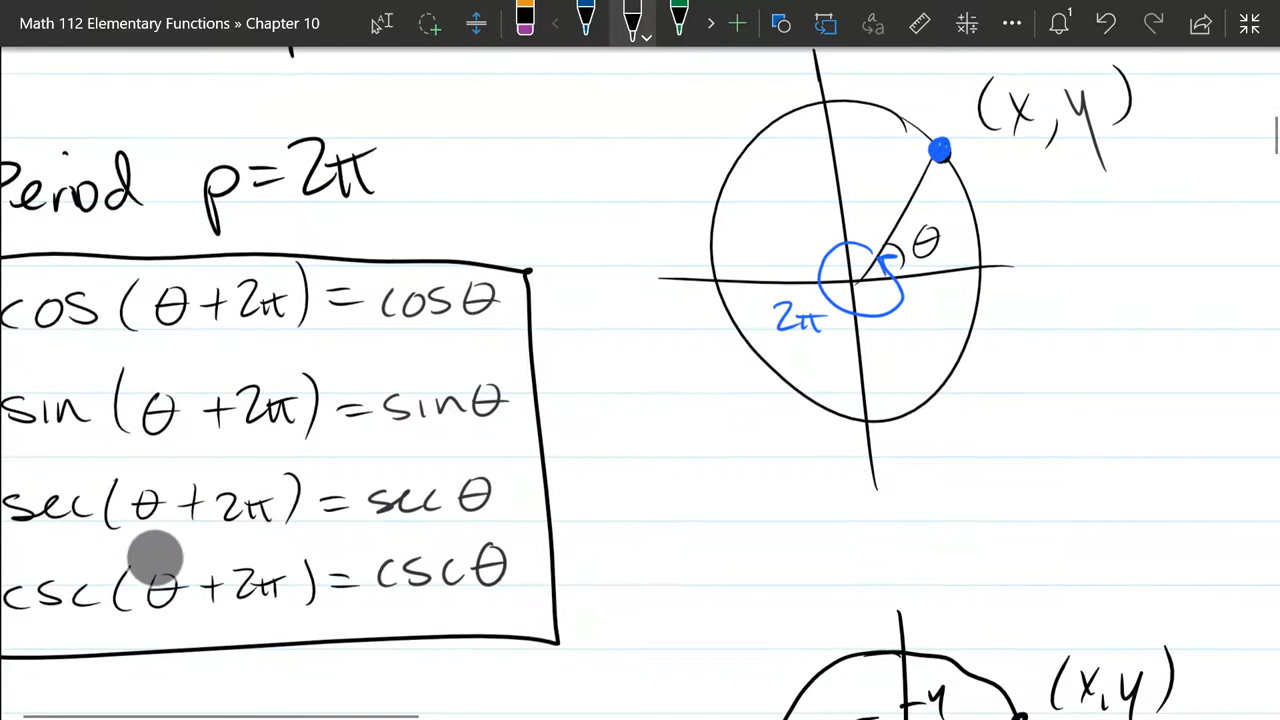 Math 112 Elementary Functions » Chapter 10
(x, y)
Period p=2π
θ
2π
cos(θ+2π)=cosθ
sin(θ+2π)=sinθ
sec(θ+2π)=secθ
csc(θ+2π)=cscθ
(x,y)
y